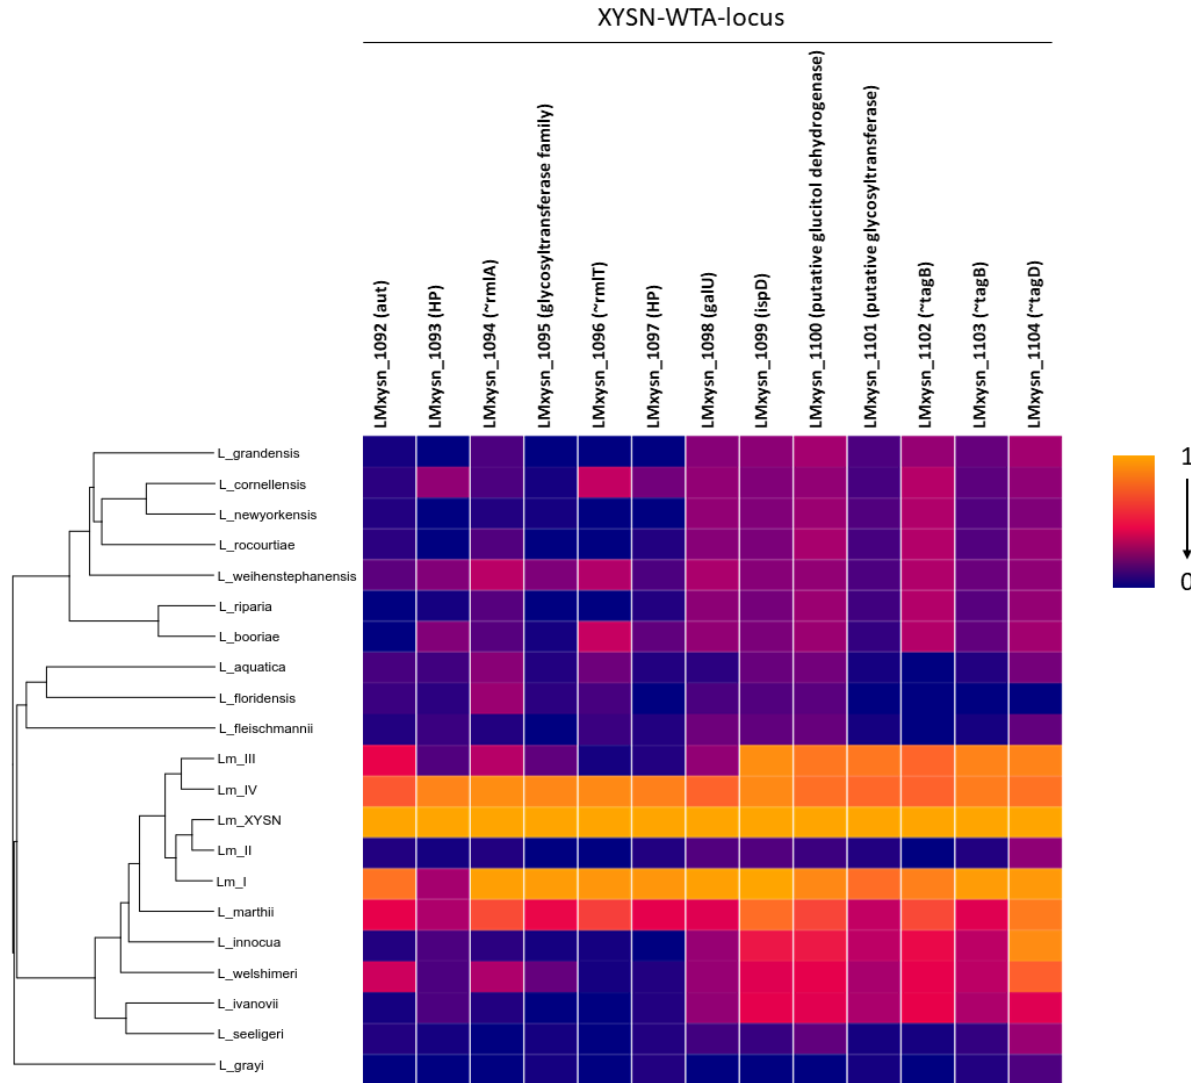 XYSN-WTA-locus
LMxysn_1092 (aut)
LMxysn_1093 (HP)
LMxysn_1094 (~rmlA)
LMxysn_1095 (glycosyltransferase family)
LMxysn_1096 (~rmlT)
LMxysn_1097 (HP)
LMxysn_1098 (galU)
LMxysn_1099 (ispD)
LMxysn_1100 (putative glucitol dehydrogenase)
LMxysn_1101 (putative glycosyltransferase)
LMxysn_1102 (~tagB)
LMxysn_1103 (~tagB)
LMxysn_1104 (~tagD)
L_grandensis
L_cornellensis
L_newyorkensis
L_rocourtiae
L_weihenstephanensis
L_riparia
L_booriae
L_aquatica
L_floridensis
L_fleischmannii
Lm_III
Lm_IV
Lm_XYSN
Lm_II
Lm_I
L_marthii
L_innocua
L_welshimeri
L_ivanovii
L_seeligeri
L_grayi
1
0